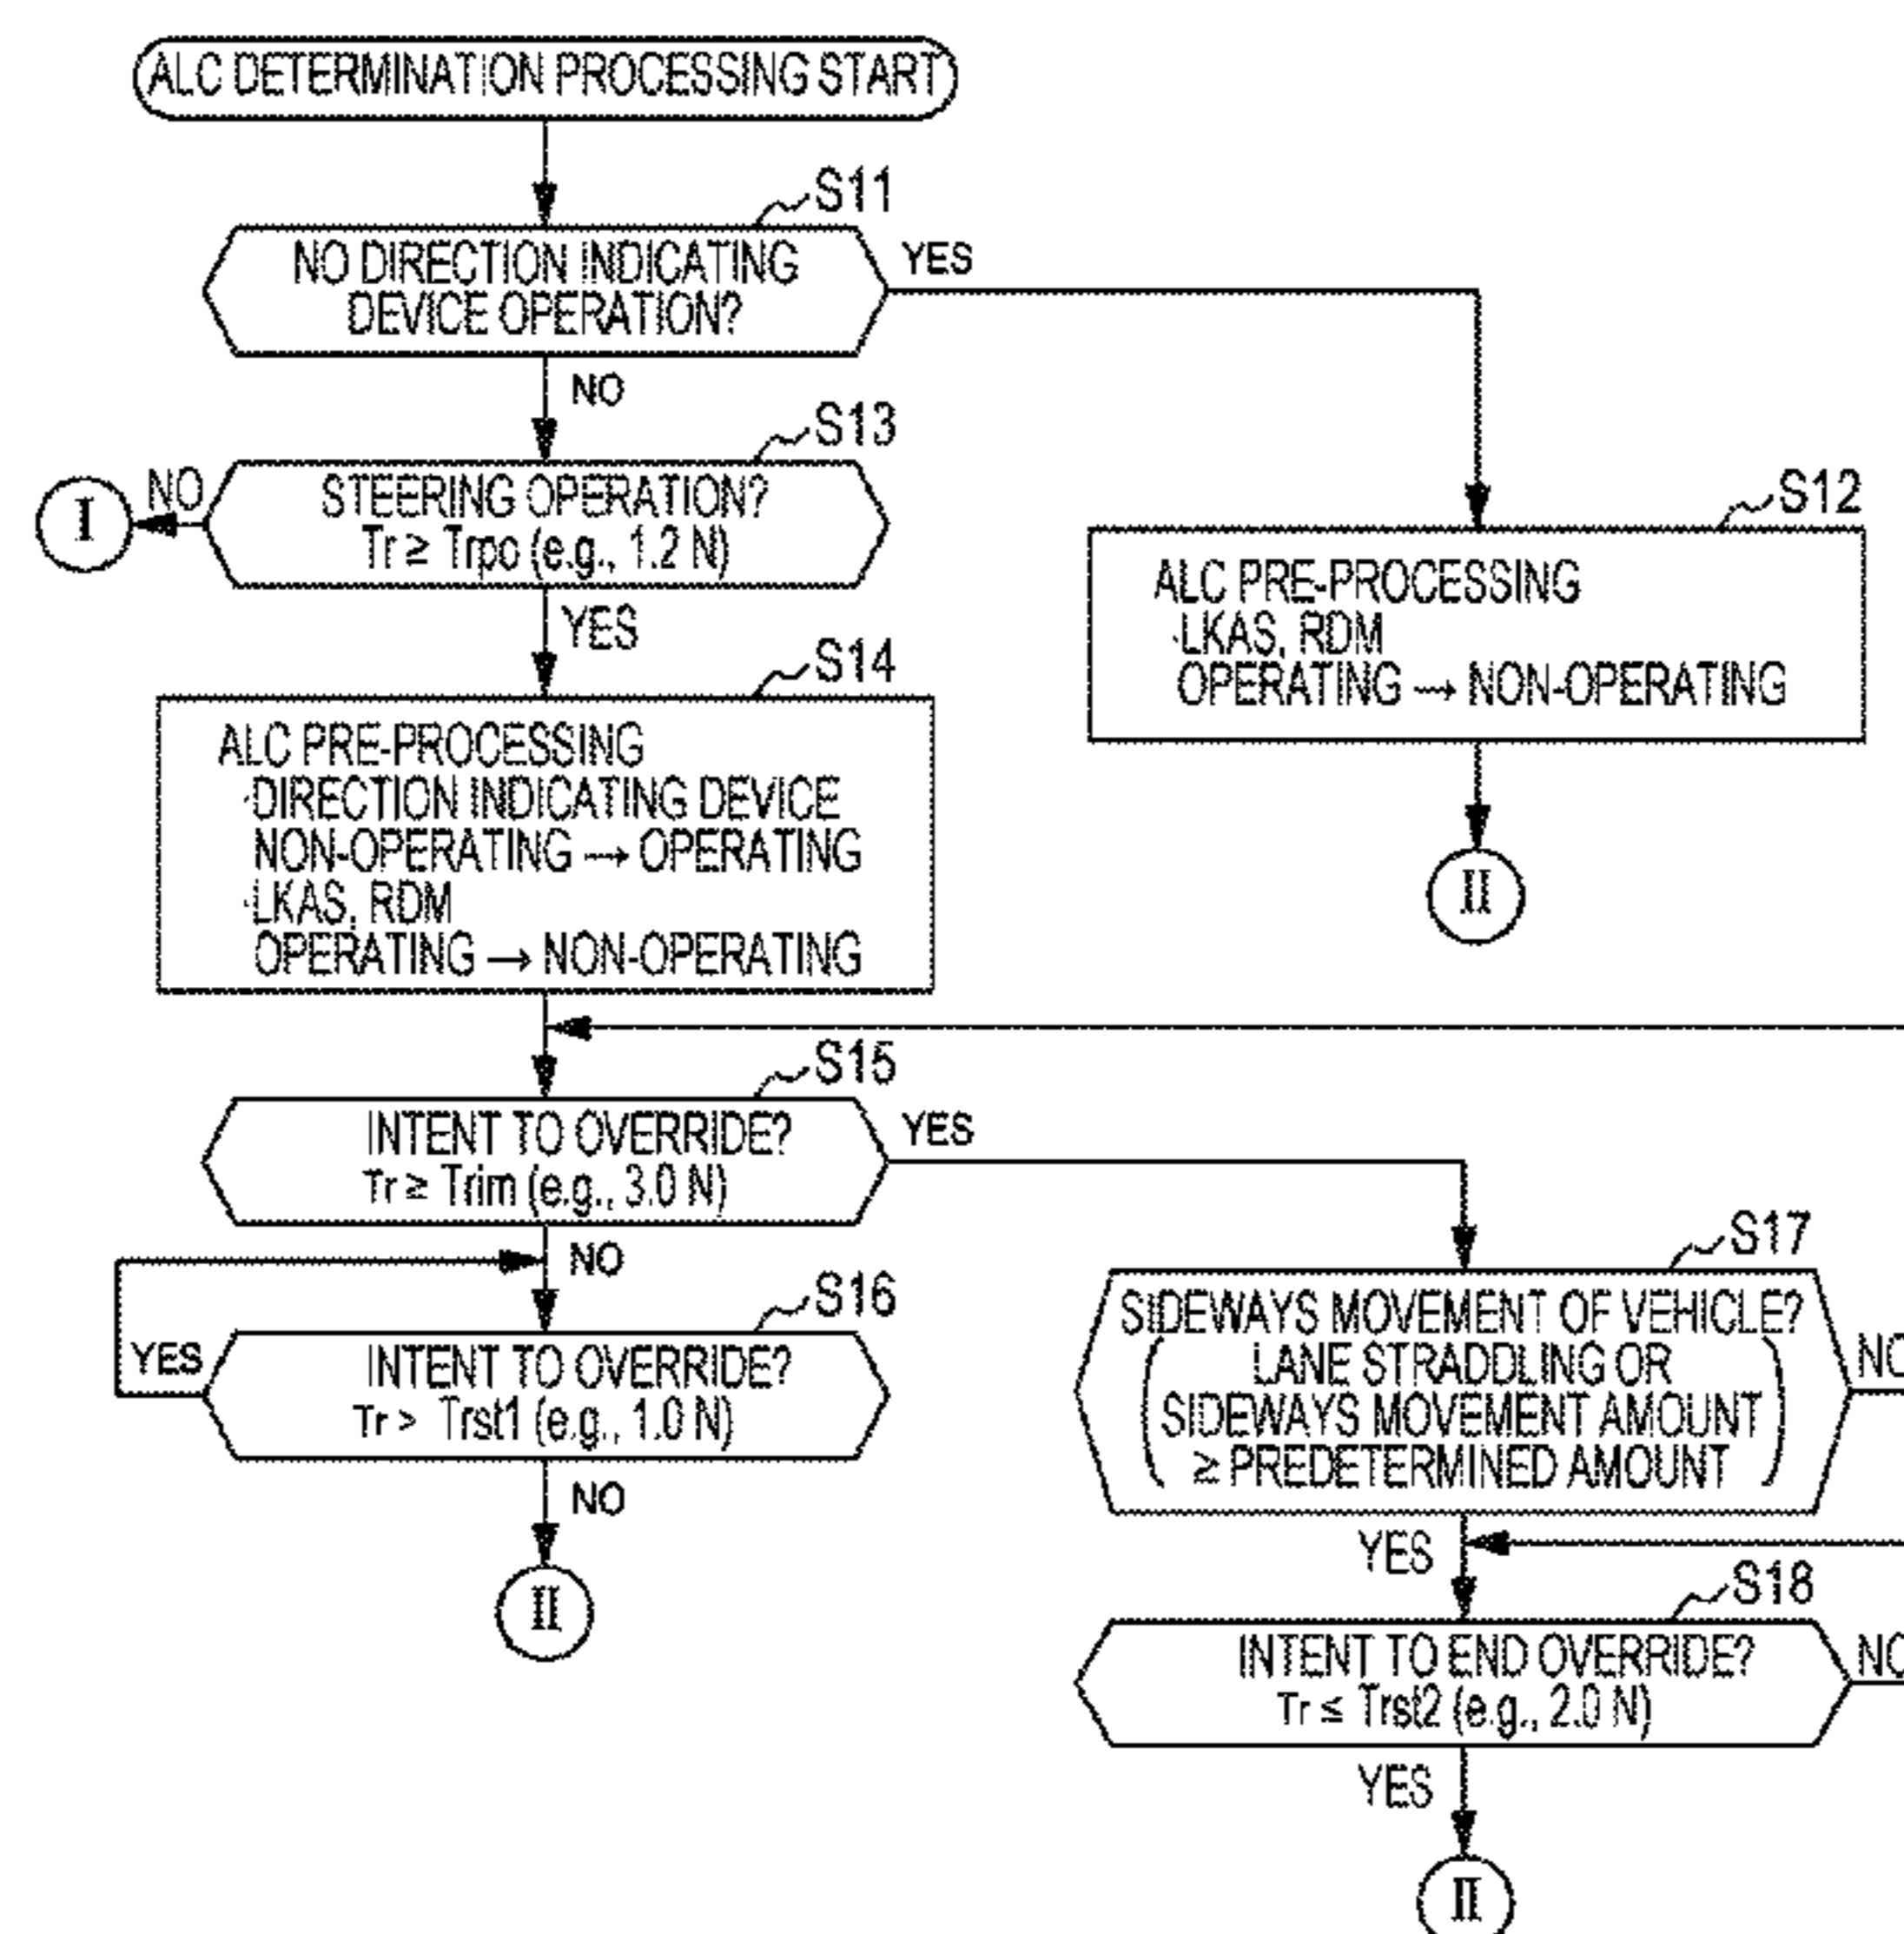 ALC DETERMINATION PROCESSING START
S11
NO DIRECTION INDICATING
DEVICE OPERATION?
YES
NO
S13
STEERING OPERATION?
Tr ≥ Trpc (e.g., 1.2 N)
NO
I
YES
S12
ALC PRE-PROCESSING
·LKAS, RDM
OPERATING → NON-OPERATING
II
S14
ALC PRE-PROCESSING
·DIRECTION INDICATING DEVICE
NON-OPERATING → OPERATING
·LKAS, RDM
OPERATING → NON-OPERATING
S15
INTENT TO OVERRIDE?
Tr ≥ Trim (e.g., 3.0 N)
YES
NO
S16
INTENT TO OVERRIDE?
Tr > Trst1 (e.g., 1.0 N)
YES
NO
II
S17
SIDEWAYS MOVEMENT OF VEHICLE?
( LANE STRADDLING OR
SIDEWAYS MOVEMENT AMOUNT
≥ PREDETERMINED AMOUNT )
NO
YES
S18
INTENT TO END OVERRIDE?
Tr ≤ Trst2 (e.g., 2.0 N)
NO
YES
II